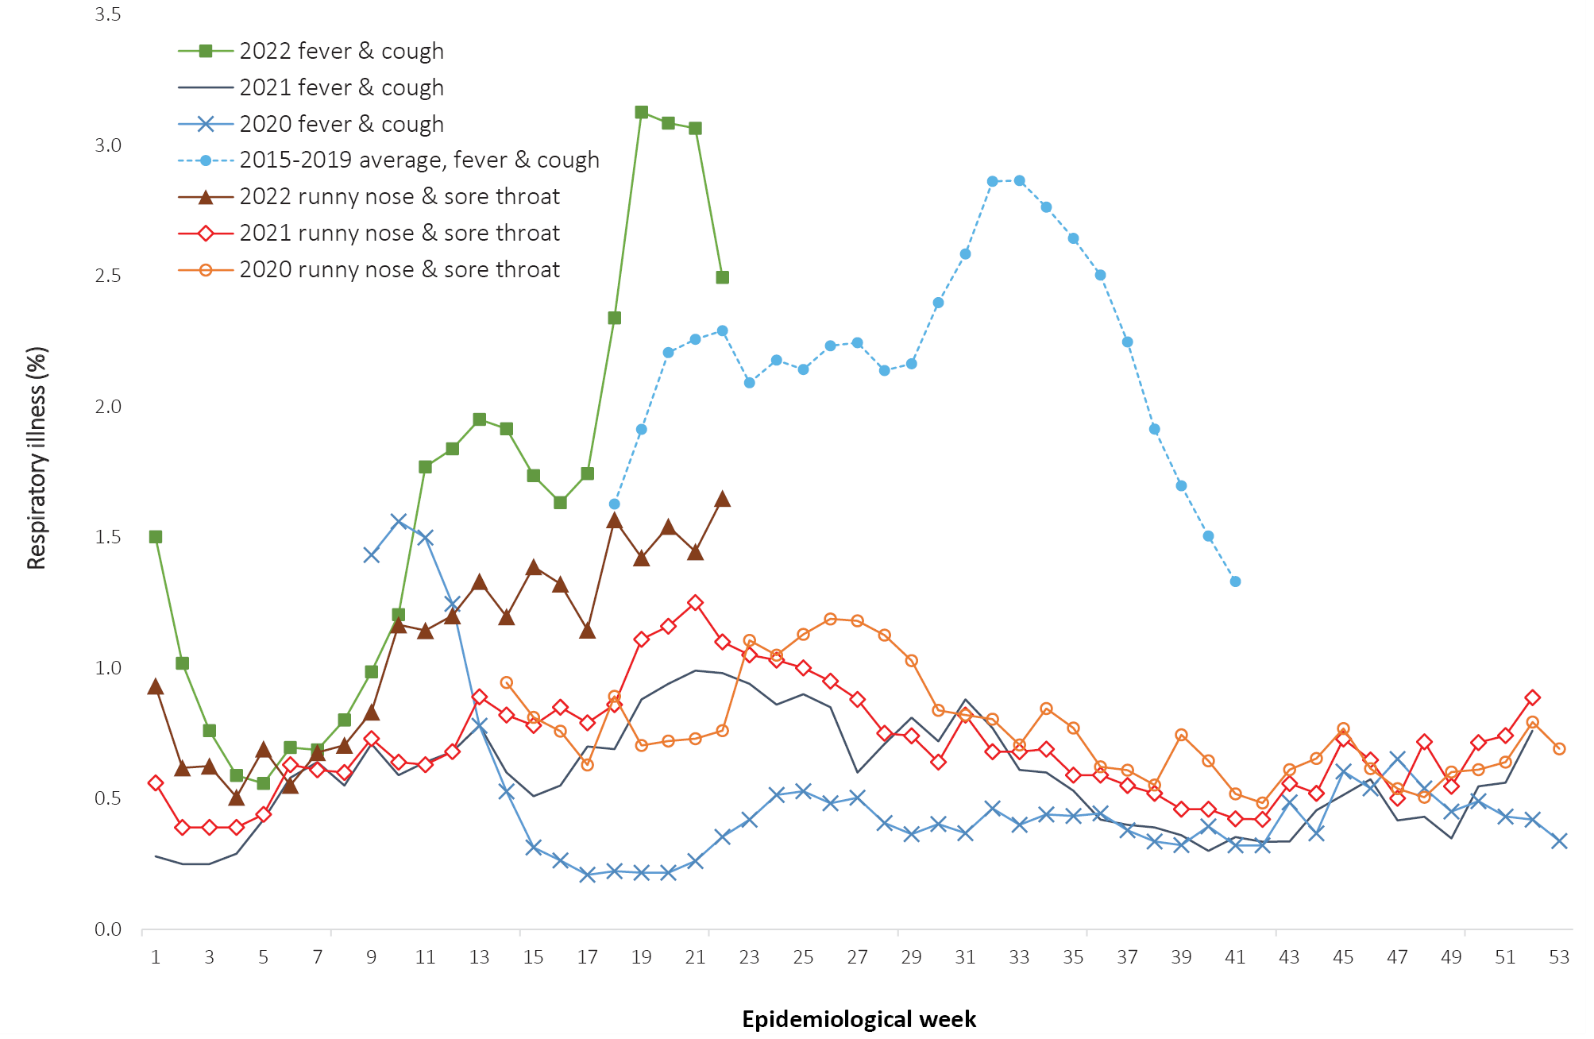 3.5
2022 fever & cough
2021 fever & cough
2020 fever & cough
2015-2019 average, fever & cough
2022 runny nose & sore throat
2021 runny nose & sore throat
2020 runny nose & sore throat
3.0
2.5
2.0
1.5
1.0
0.5
0.0
Respiratory illness (%)
1 3 5 7 9 11 13 15 17 19 21 23 25 27 29 31 33 35 37 39 41 43 45 47 49 51 53
Epidemiological week